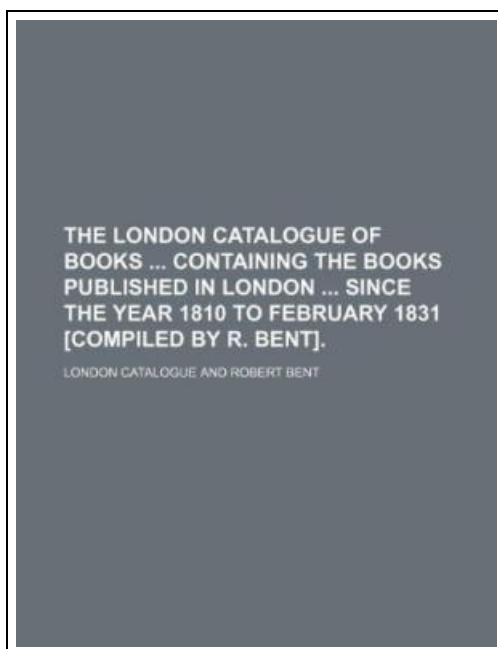 THE LONDON CATALOGUE OF
BOOKS ... CONTAINING THE BOOKS
PUBLISHED IN LONDON ... SINCE
THE YEAR 1810 TO FEBRUARY 1831
[COMPILED BY R. BENT].
LONDON CATALOGUE AND ROBERT BENT